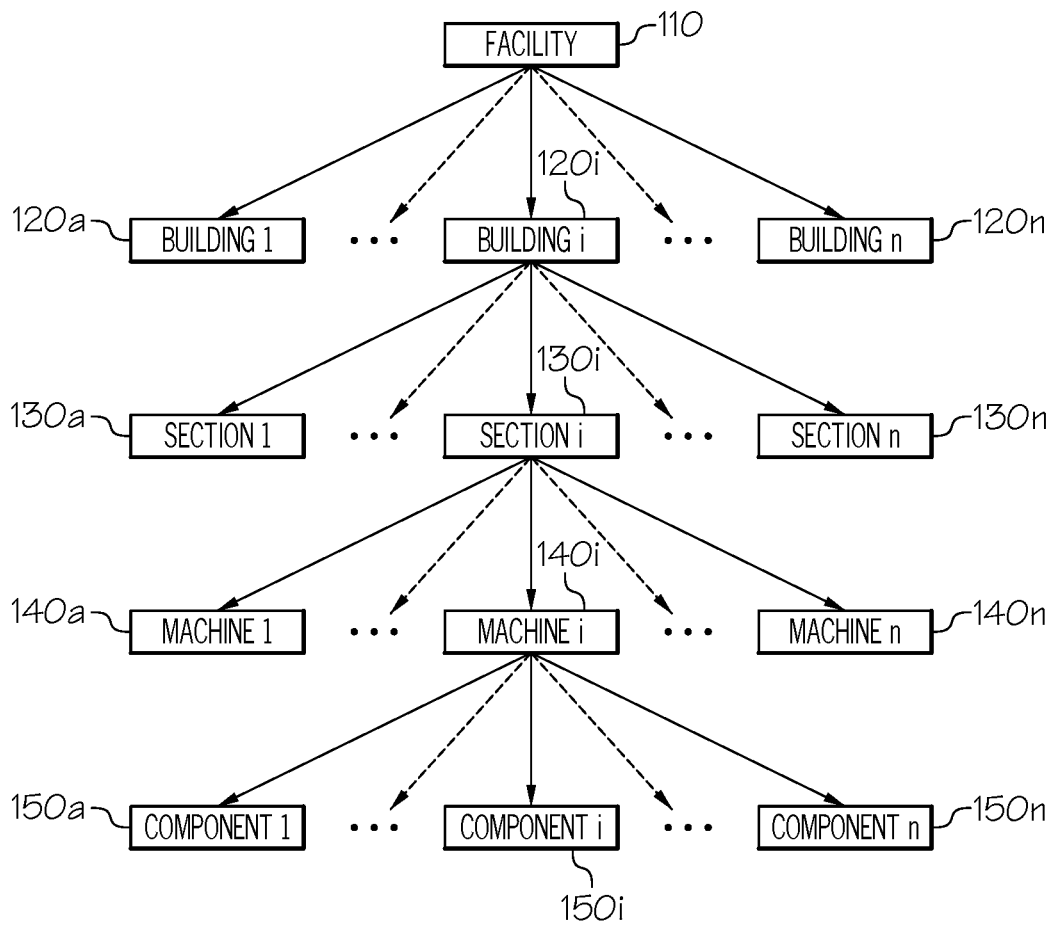 FACILITY 110
120i
120a BUILDING 1 ... BUILDING i ... BUILDING n 120n
130i
130a SECTION 1 ... SECTION i ... SECTION n 130n
140i
140a MACHINE 1 ... MACHINE i ... MACHINE n 140n
150a COMPONENT 1 ... COMPONENT i ... COMPONENT n 150n
150i